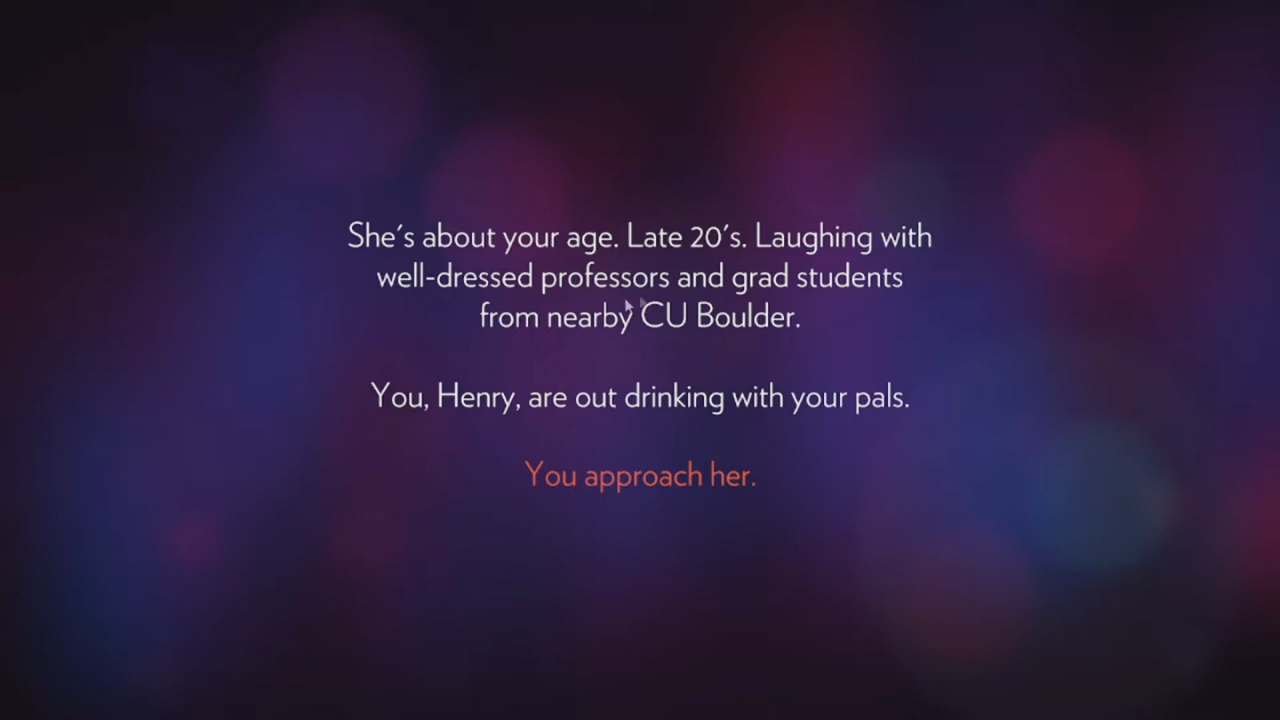 She's about your age. Late 20's. Laughing with
well-dressed professors and grad students
from nearby CU Boulder.
You, Henry, are out drinking with your pals.
You approach her.